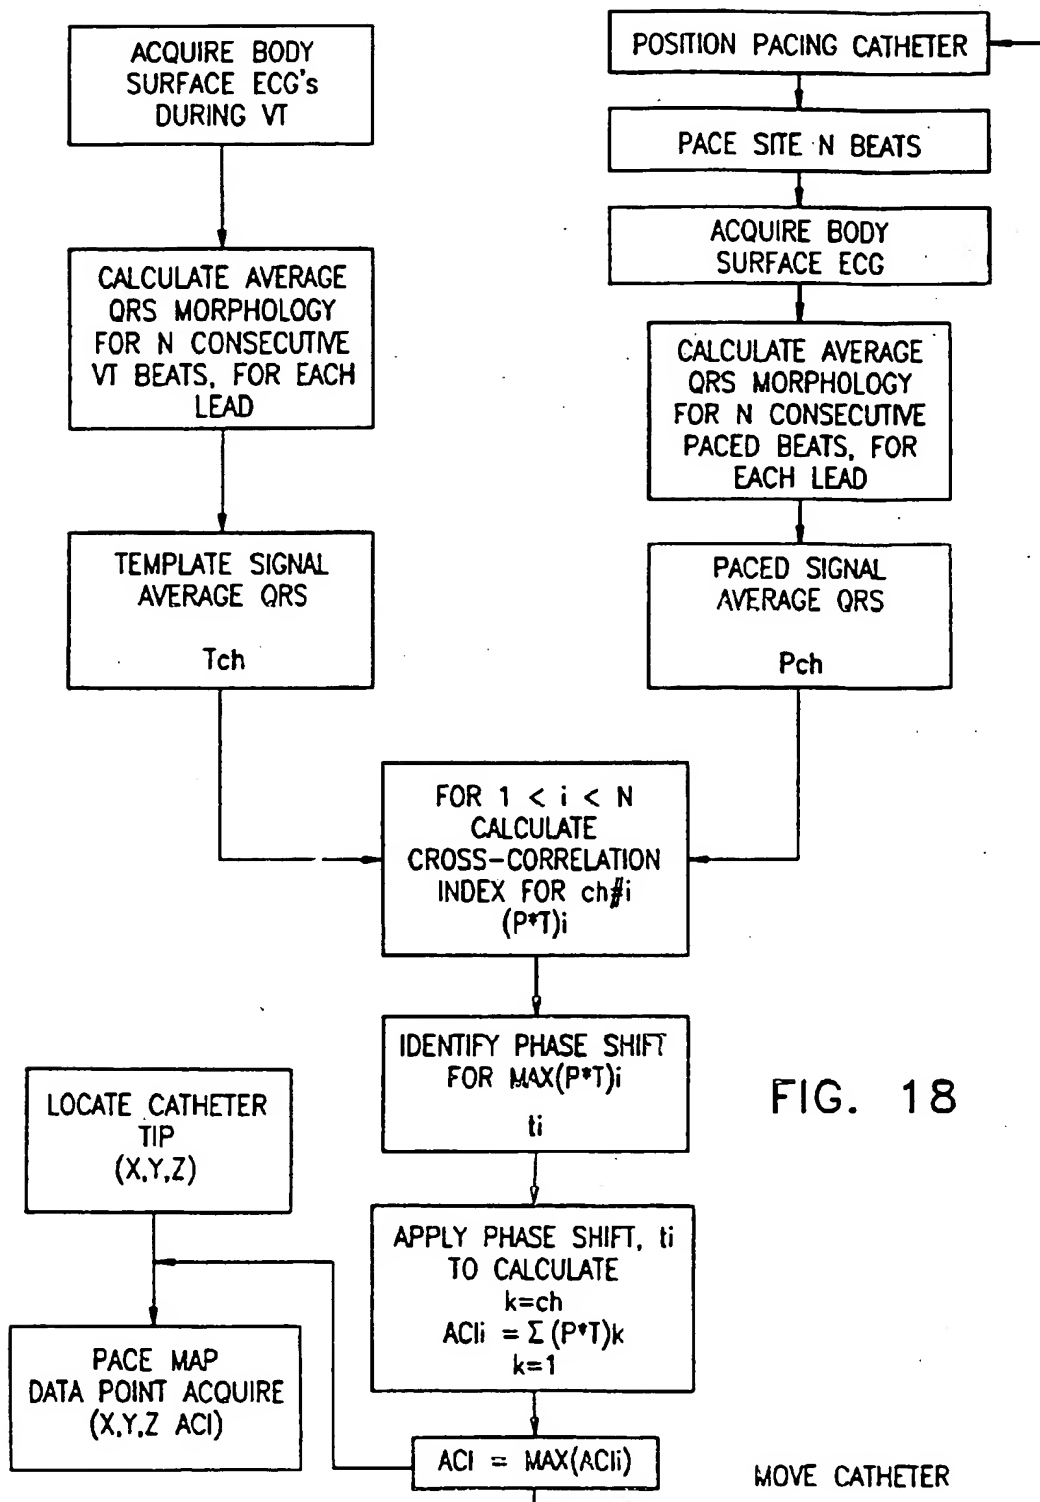 ACQUIRE BODY
SURFACE ECG's
DURING VT
CALCULATE AVERAGE
QRS MORPHOLOGY
FOR N CONSECUTIVE
VT BEATS, FOR EACH
LEAD
TEMPLATE SIGNAL
AVERAGE QRS
Tch
POSITION PACING CATHETER
PACE SITE N BEATS
ACQUIRE BODY
SURFACE ECG
CALCULATE AVERAGE
QRS MORPHOLOGY
FOR N CONSECUTIVE
PACED BEATS, FOR
EACH LEAD
PACED SIGNAL
AVERAGE QRS
Pch
FOR 1 < i < N
CALCULATE
CROSS-CORRELATION
INDEX FOR ch#i
(P*T)i
IDENTIFY PHASE SHIFT
FOR MAX(P*T)i
ti
FIG. 18
LOCATE CATHETER
TIP
(X,Y,Z)
APPLY PHASE SHIFT, ti
TO CALCULATE
k=ch
ACIi = Σ (P*T)k
k=1
PACE MAP
DATA POINT ACQUIRE
(X,Y,Z ACI)
ACI = MAX(ACIi)
MOVE CATHETER